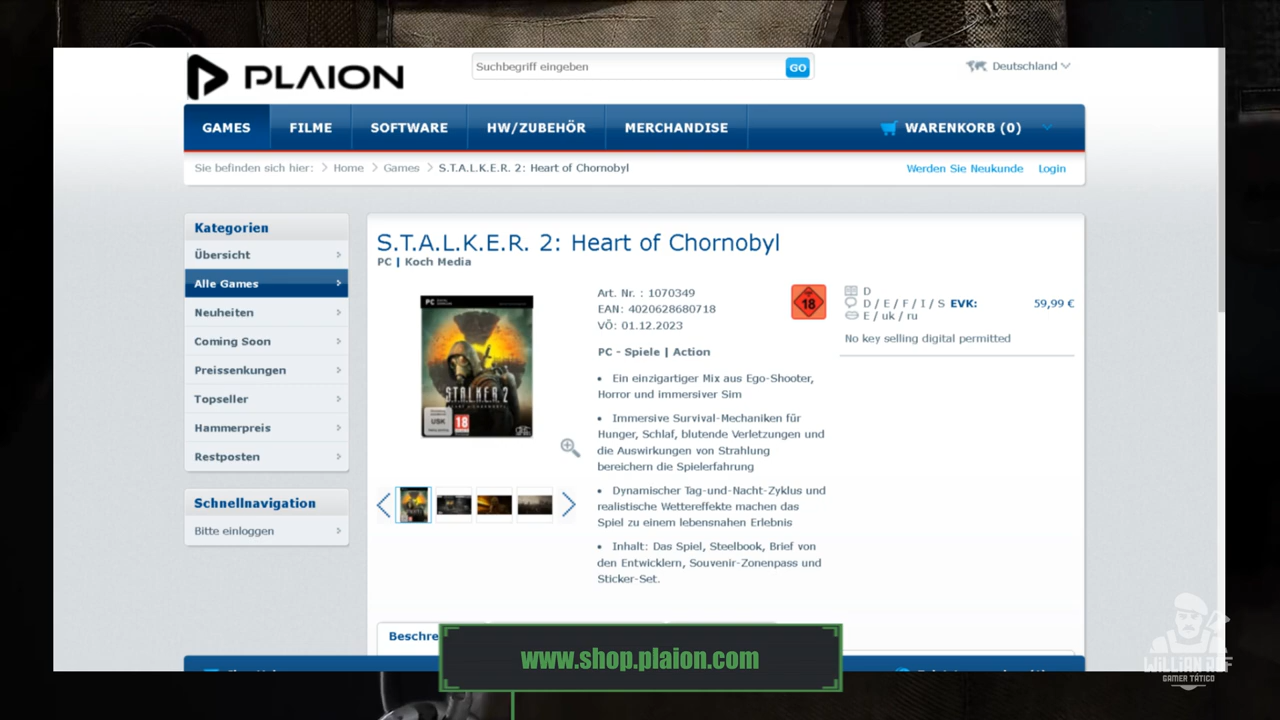 PLAION
Suchbegriff eingeben
GO
Deutschland
GAMES
FILME
SOFTWARE
HW/ZUBEHÖR
MERCHANDISE
WARENKORB (0)
Sie befinden sich hier: > Home > Games > S.T.A.L.K.E.R. 2: Heart of Chornobyl
Werden Sie Neukunde
Login
Kategorien
Übersicht
Alle Games
Neuheiten
Coming Soon
Preissenkungen
Topseller
Hammerpreis
Restposten
Schnellnavigation
Bitte einloggen
S.T.A.L.K.E.R. 2: Heart of Chornobyl
PC | Koch Media
PC
S.T.A.L.K.E.R. 2
USK
18
Art. Nr. : 1070349
EAN: 4020628680718
VÖ: 01.12.2023
18
D
D / E / F / I / S EVK: 59,99 €
E / uk / ru
No key selling digital permitted
PC - Spiele | Action
• Ein einzigartiger Mix aus Ego-Shooter,
Horror und immersiver Sim
• Immersive Survival-Mechaniken für
Hunger, Schlaf, blutende Verletzungen und
die Auswirkungen von Strahlung
bereichern die Spielerfahrung
• Dynamischer Tag-und-Nacht-Zyklus und
realistische Wettereffekte machen das
Spiel zu einem lebensnahen Erlebnis
• Inhalt: Das Spiel, Steelbook, Brief von
den Entwicklern, Souvenir-Zonenpass und
Sticker-Set.
Beschre
www.shop.plaion.com
GAMER TÁTICO